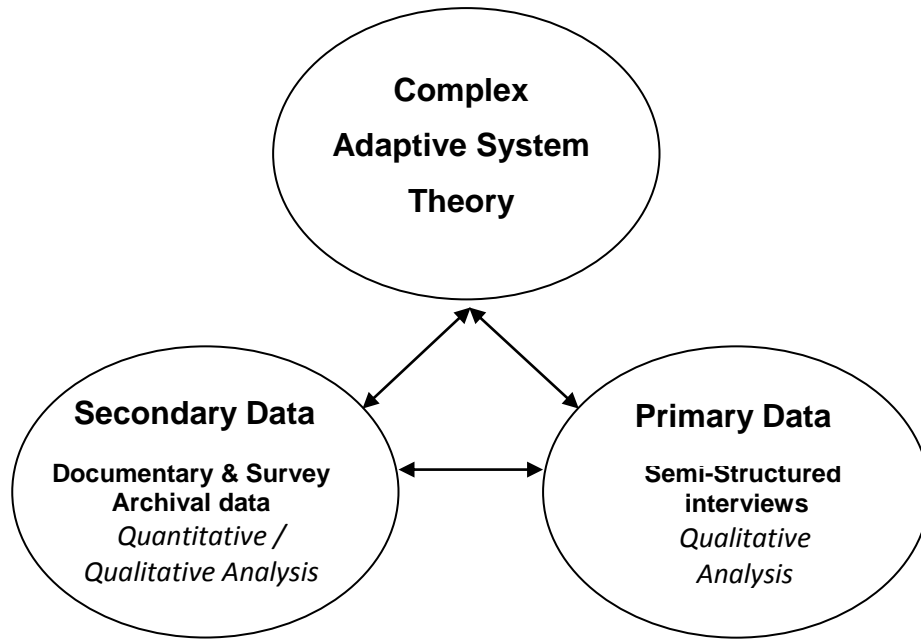 Complex
Adaptive System
Theory
Secondary Data
Documentary & Survey
Archival data
Quantitative /
Qualitative Analysis
Primary Data
Semi-Structured
interviews
Qualitative
Analysis